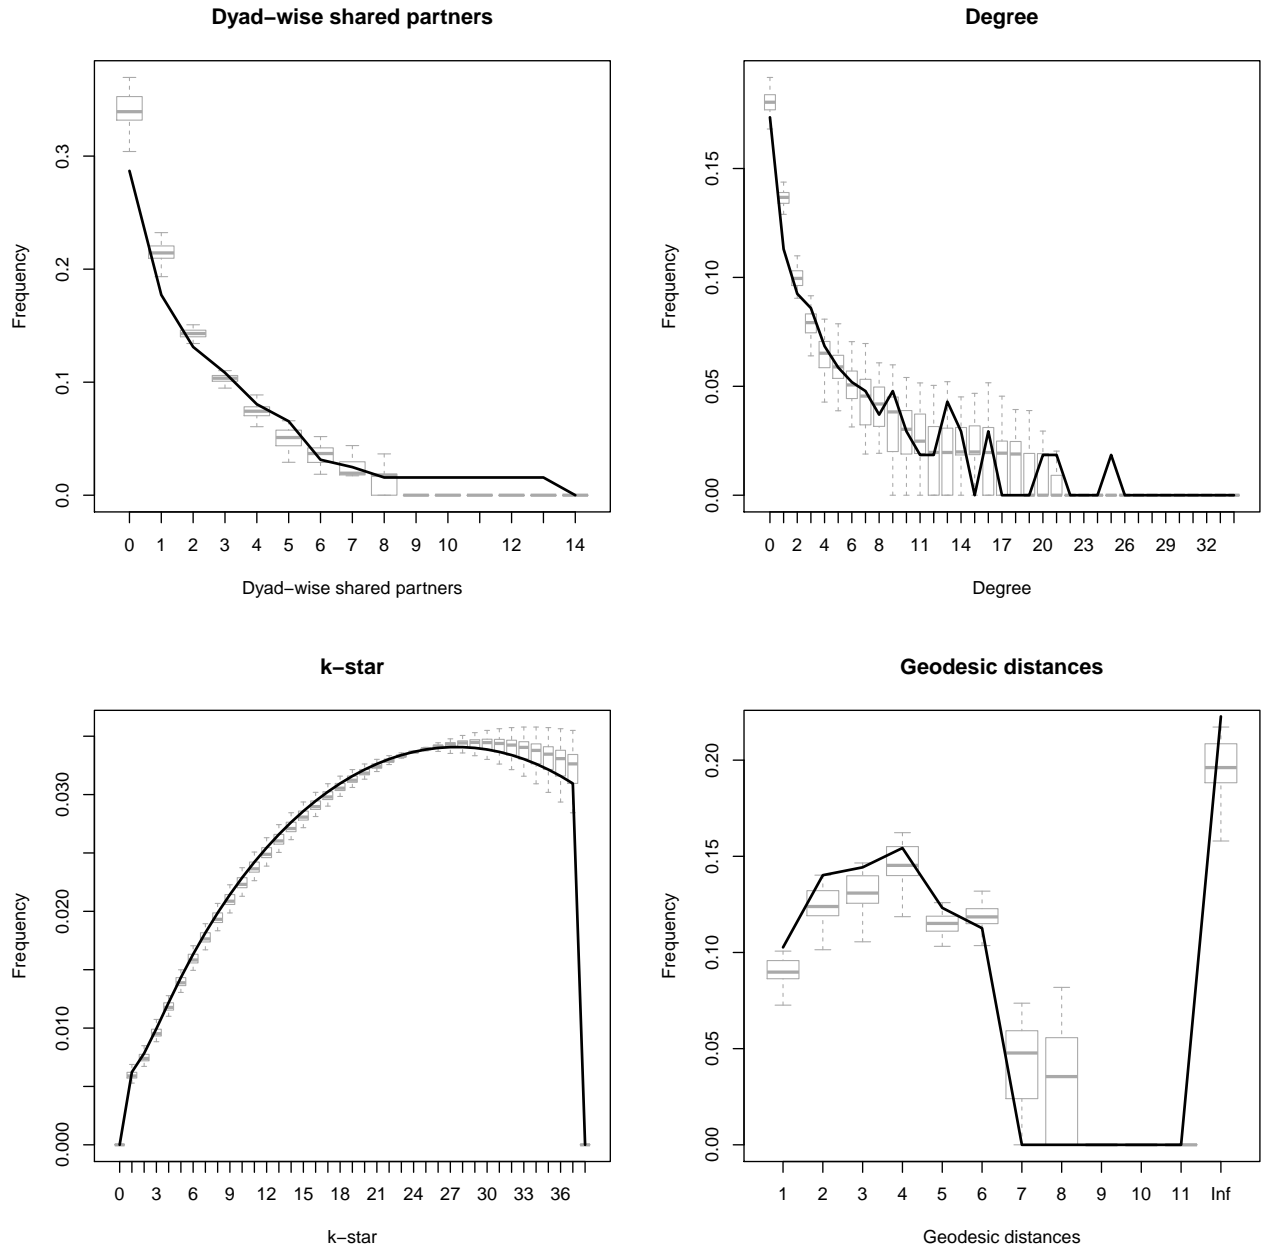 Dyad−wise shared partners
Frequency
0.3
0.2
0.1
0.0
0 1 2 3 4 5 6 7 8 9 10 12 14
Dyad−wise shared partners
Degree
Frequency
0.15
0.10
0.05
0.00
0 2 4 6 8 11 14 17 20 23 26 29 32
Degree
k−star
Frequency
0.030
0.020
0.010
0.000
0 3 6 9 12 15 18 21 24 27 30 33 36
k−star
Geodesic distances
Frequency
0.20
0.15
0.10
0.05
0.00
1 2 3 4 5 6 7 8 9 10 11 Inf
Geodesic distances